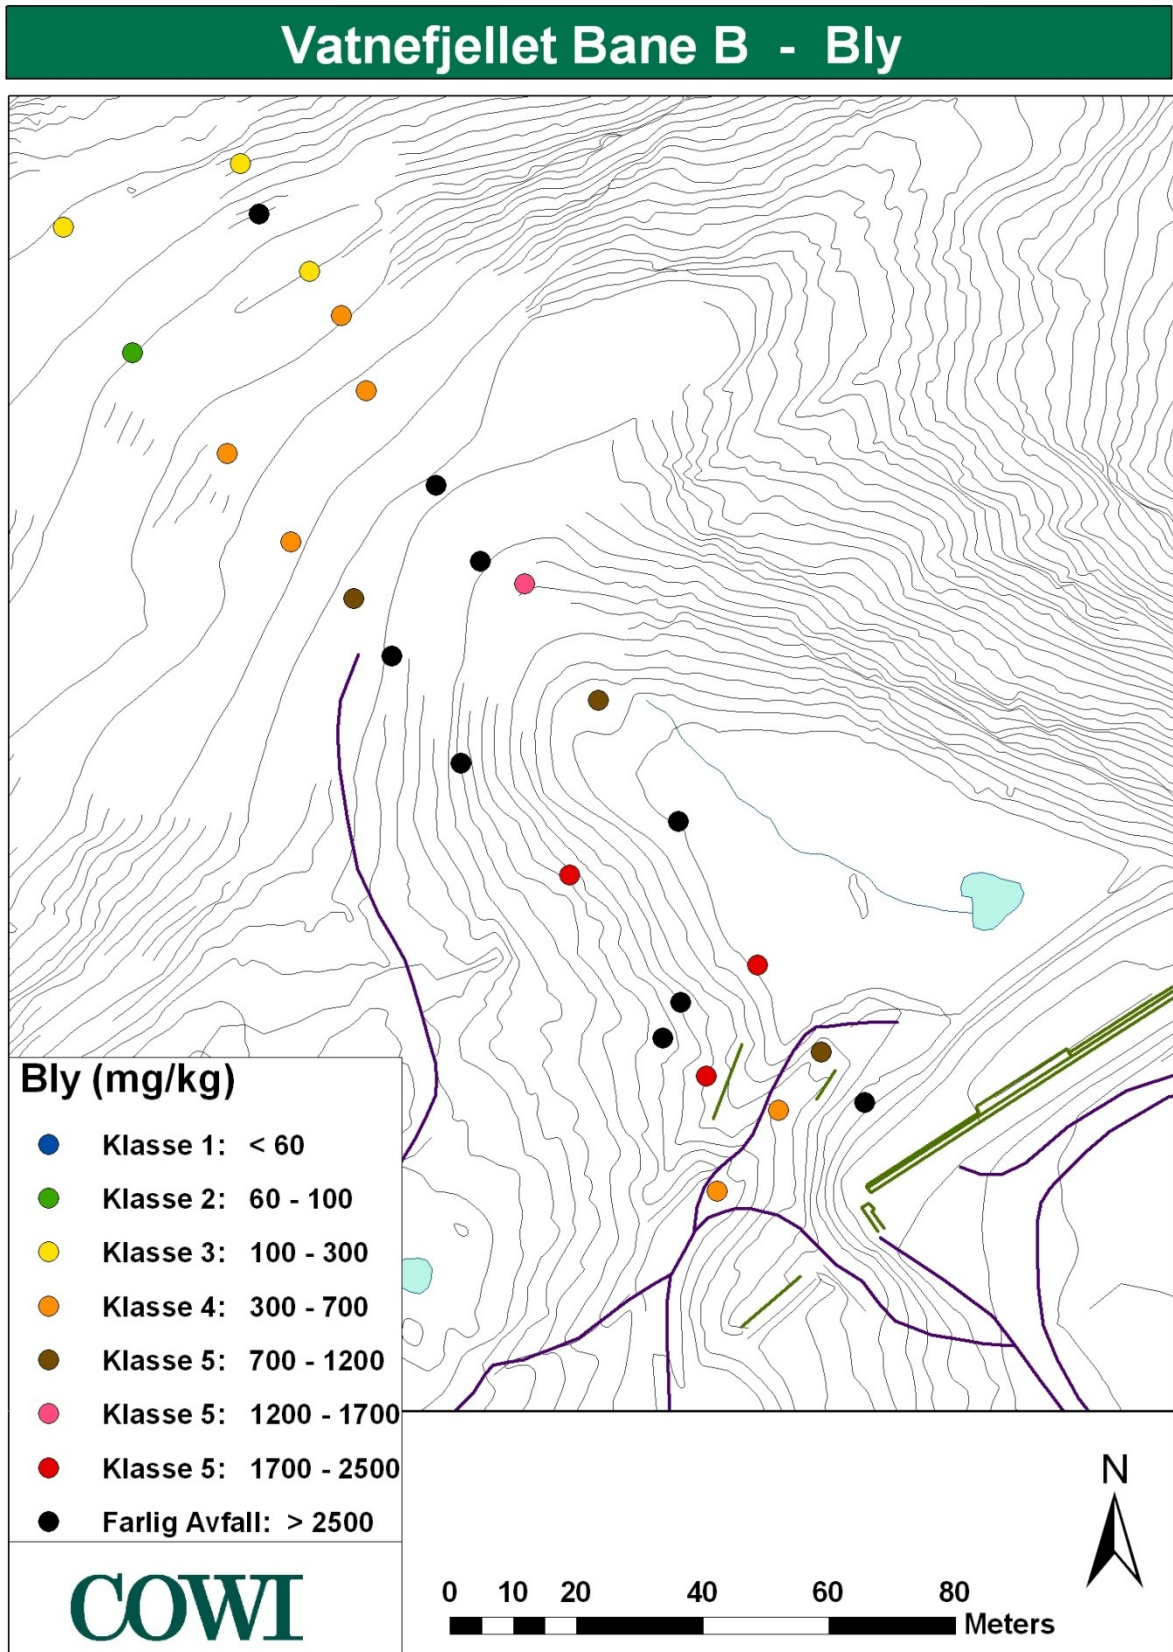 Vatnefjellet Bane B - Bly
Bly (mg/kg)
Klasse 1: < 60
Klasse 2: 60 - 100
Klasse 3: 100 - 300
Klasse 4: 300 - 700
Klasse 5: 700 - 1200
Klasse 5: 1200 - 1700
Klasse 5: 1700 - 2500
Farlig Avfall: > 2500
COWI
N
0 10 20 40 60 80
Meters